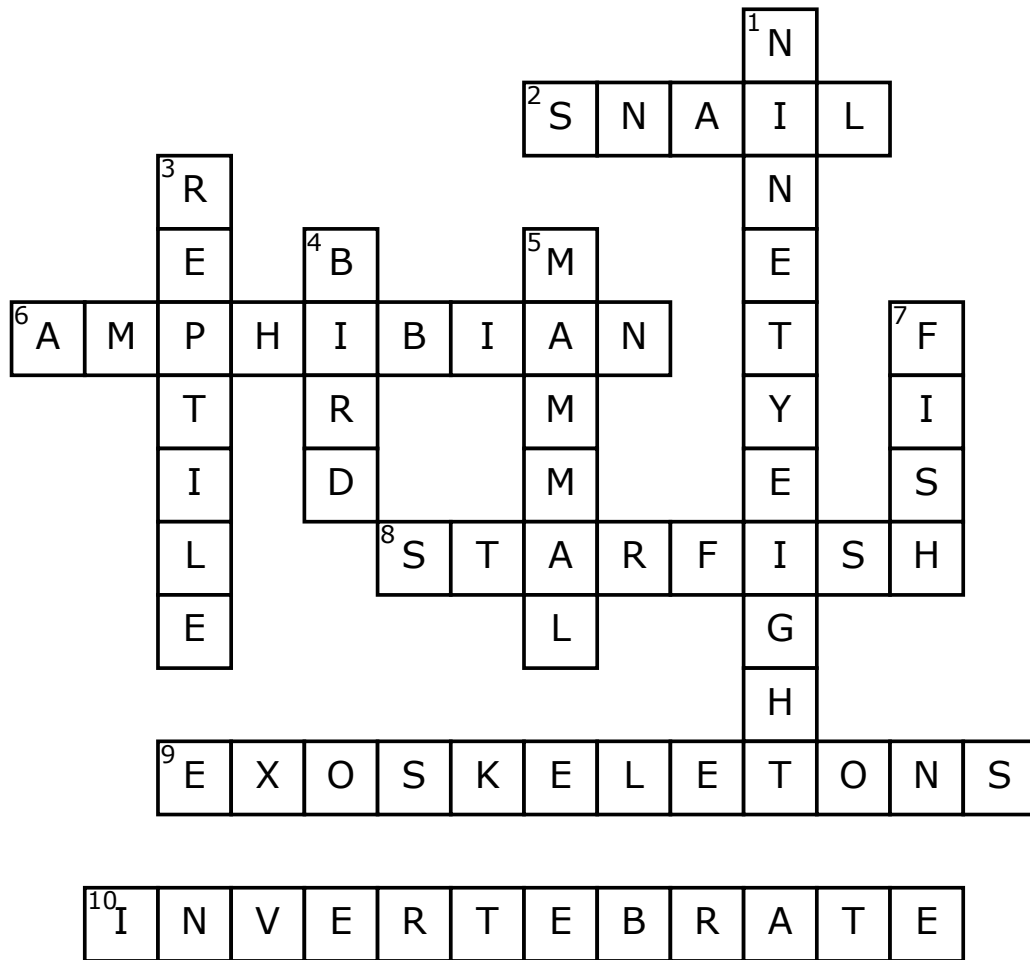 1 N
2 S N A I L
3 R N
E 4 B 5 M E
6 A M P H I B I A N T 7 F
T R M Y I
I D M E S
L 8 S T A R F I S H
E L G
H
9 E X O S K E L E T O N S
10 I N V E R T E B R A T E